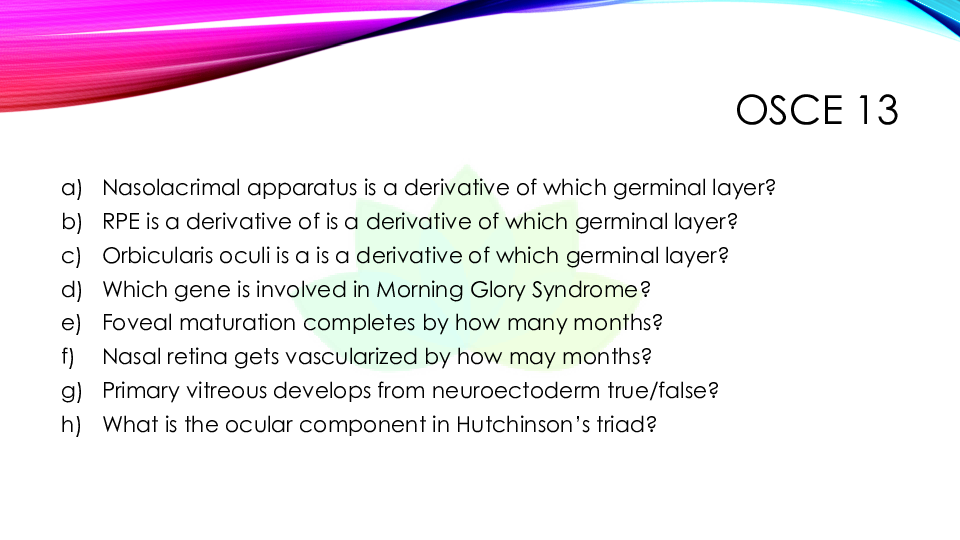 OSCE 13
a) Nasolacrimal apparatus is a derivative of which germinal layer?
b) RPE is a derivative of is a derivative of which germinal layer?
c) Orbicularis oculi is a is a derivative of which germinal layer?
d) Which gene is involved in Morning Glory Syndrome?
e) Foveal maturation completes by how many months?
f) Nasal retina gets vascularized by how may months?
g) Primary vitreous develops from neuroectoderm true/false?
h) What is the ocular component in Hutchinson’s triad?